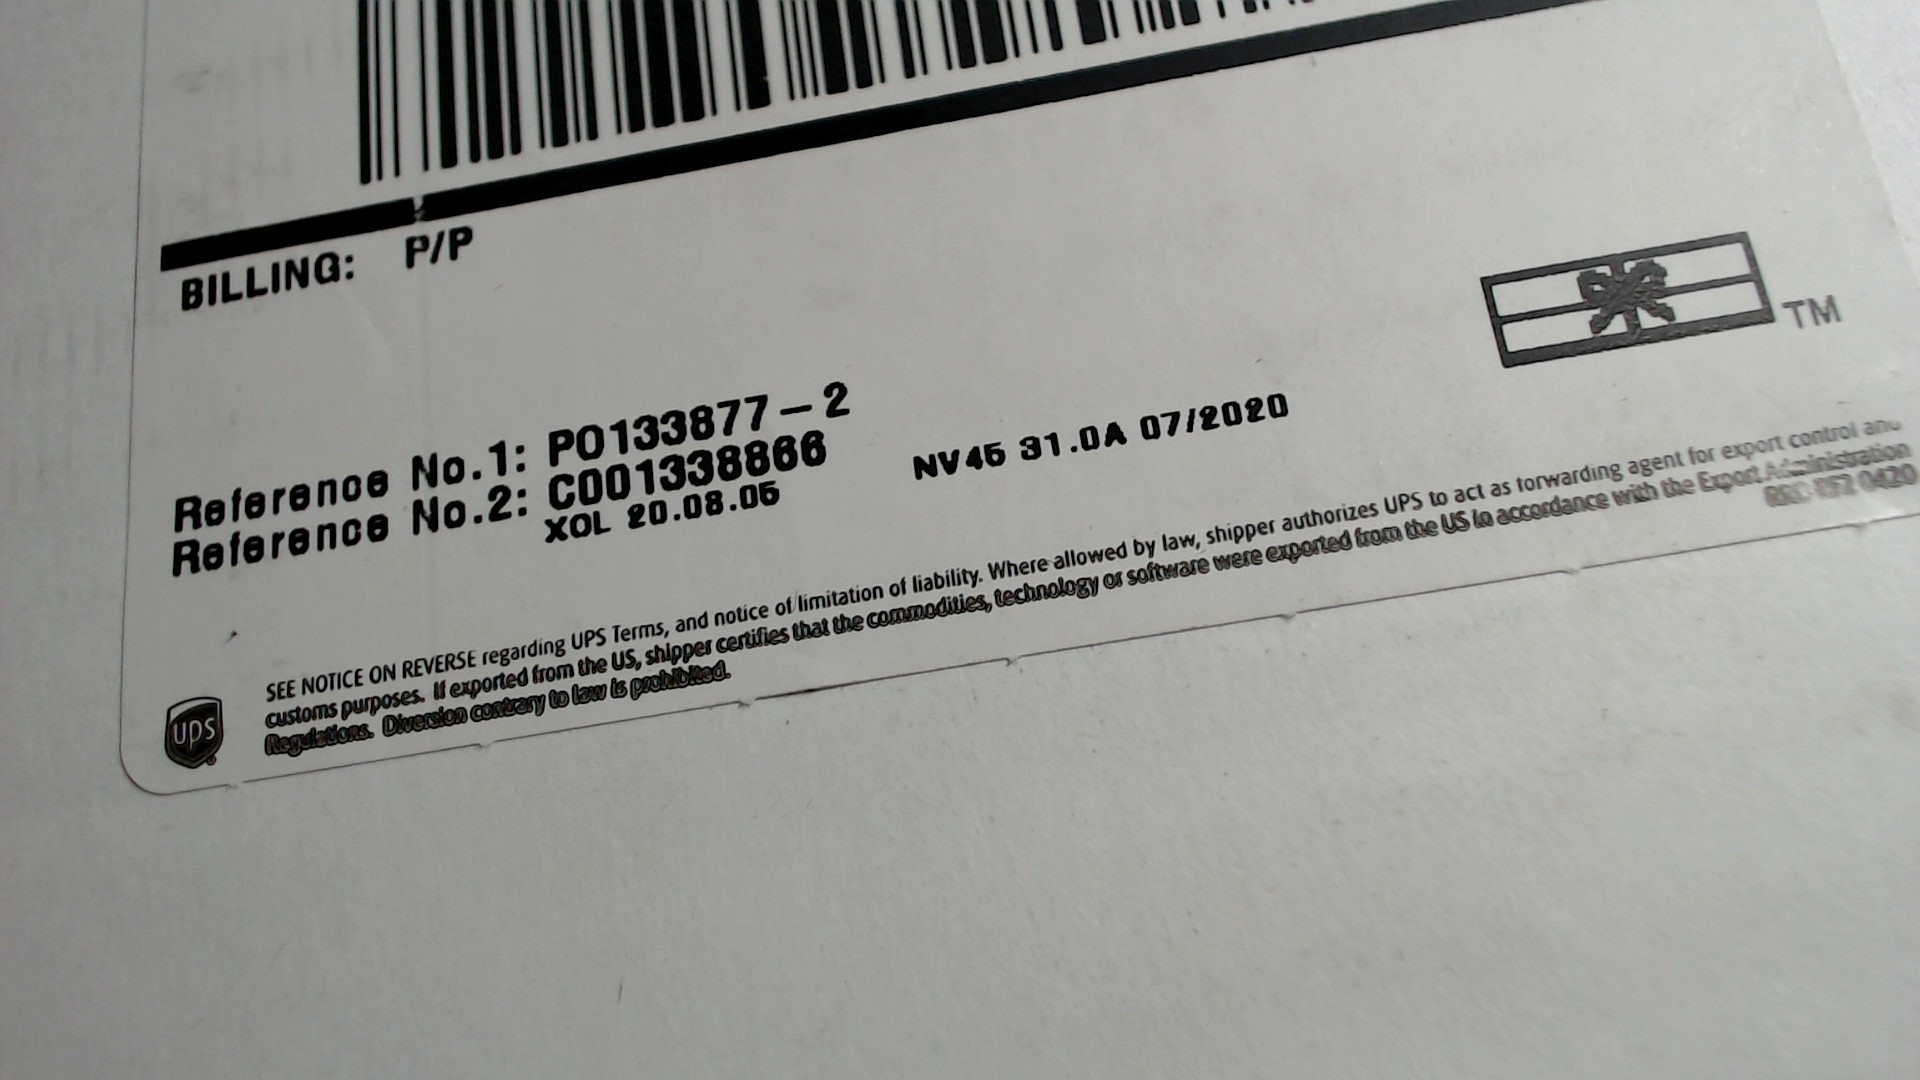 BILLING: P/P
TM
Reference No.1: PO133877-2
Reference No.2: C001338866
XOL 20.08.05 NV45 31.0A 07/2020
SEE NOTICE ON REVERSE regarding UPS Terms, and notice of limitation of liability. Where allowed by law, shipper authorizes UPS to act as forwarding agent for export control and
customs purposes. If exported from the US, shipper certifies that the commodities, technology or software were exported from the US in accordance with the Export Administration
Regulations. Diversion contrary to law is prohibited.
0420
ups